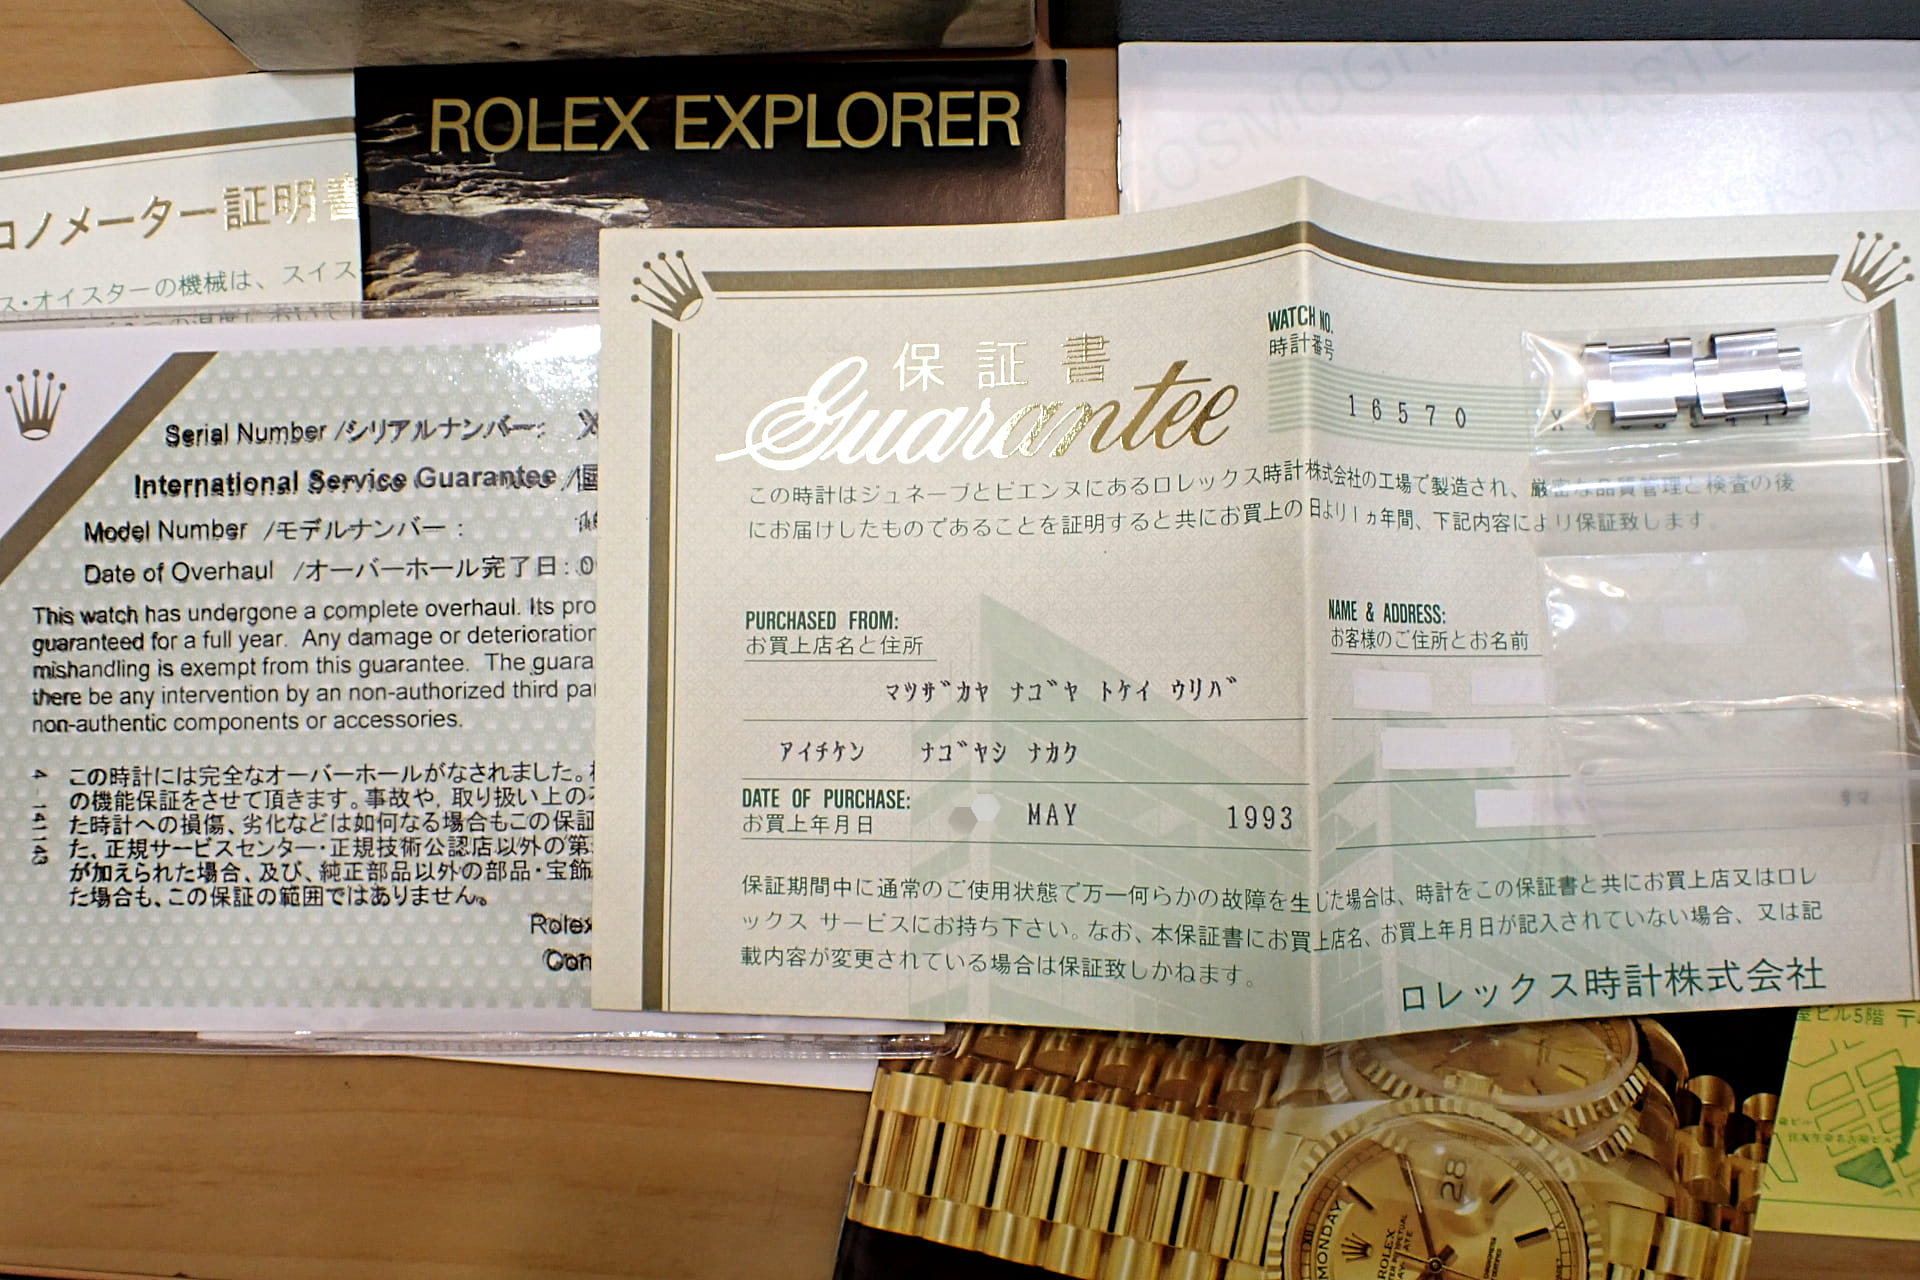 ROLEX EXPLORER
COSMOGRA
GMT-MASTE
コノメーター証明書
ス・オイスターの機械は、スイス
Serial Number /シリアルナンバー: X
International Service Guarantee /国
Model Number /モデルナンバー :
Date of Overhaul /オーバーホール完了日: 0
This watch has undergone a complete overhaul. Its pro
guaranteed for a full year. Any damage or deterioration
mishandling is exempt from this guarantee. The guara
there be any intervention by an non-authorized third par
non-authentic components or accessories.
この時計には完全なオーバーホールがなされました。
の機能保証をさせて頂きます。事故や, 取り扱い上の
た時計への損傷、劣化などは如何なる場合もこの保証
た、正規サービスセンター・正規技術公認店以外の第
が加えられた場合、及び、純正部品以外の部品・宝飾
た場合も、この保証の範囲ではありません。
Rolex
Com
4-14143
保証書
Guarantee
WATCH NO.
時計番号
16570
この時計はジュネーブとビエンヌにあるロレックス時計株式会社の工場で製造され、厳密な品質管理と検査の後
にお届けしたものであることを証明すると共にお買上の日より1ヵ年間、下記内容により保証致します。
PURCHASED FROM:
お買上店名と住所
マツザカヤ ナゴヤ トケイ ウリバ
アイチケン ナゴヤシ ナカク
DATE OF PURCHASE:
お買上年月日
MAY 1993
NAME & ADDRESS:
お客様のご住所とお名前
保証期間中に通常のご使用状態で万一何らかの故障を生じた場合は、時計をこの保証書と共にお買上店又はロレ
ックス サービスにお持ち下さい。なお、本保証書にお買上店名、お買上年月日が記入されていない場合、又は記
載内容が変更されている場合は保証致しかねます。
ロレックス時計株式会社
ビル5階 〒
MONDAY
28
ROLEX